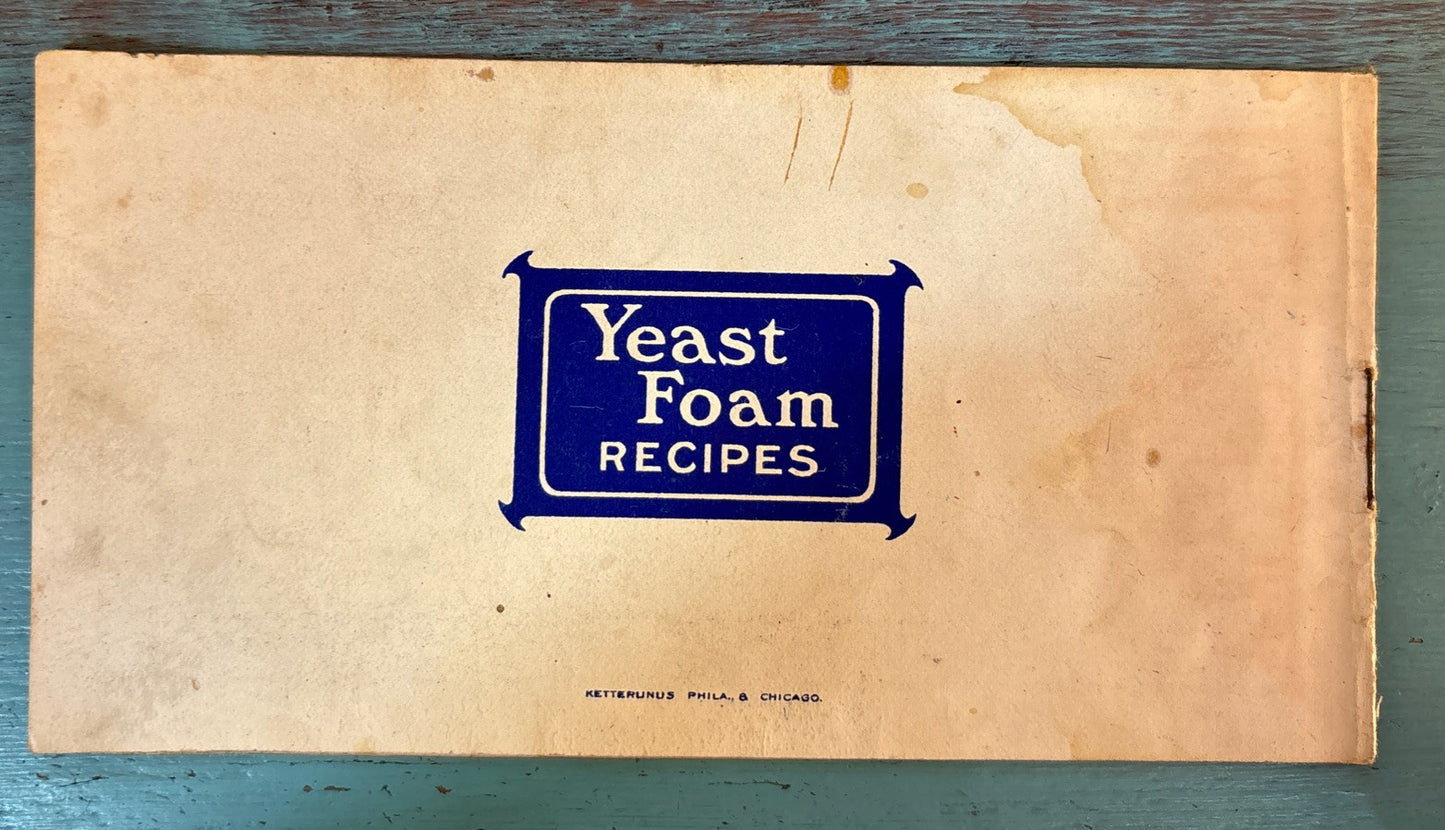 Yeast
Foam
RECIPES
KETTERLINUS PHILA., & CHICAGO.